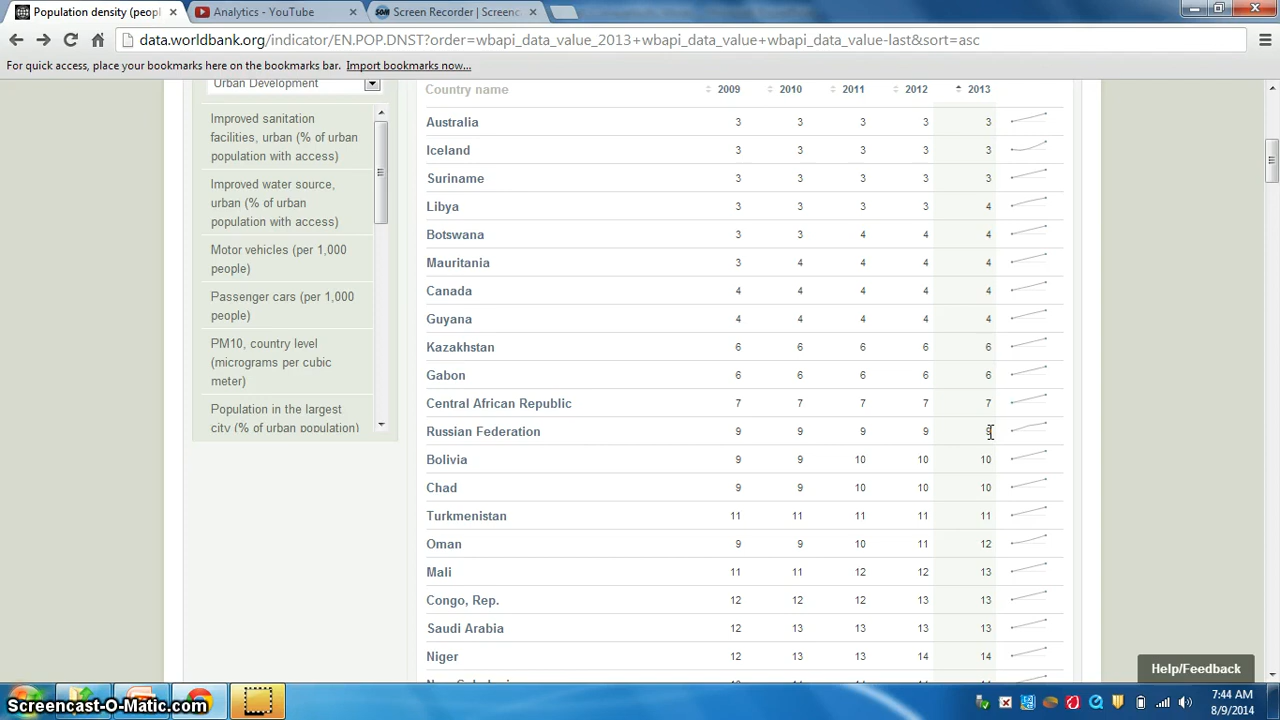 Population density (peopl
Analytics - YouTube
Screen Recorder | Screenc
data.worldbank.org/indicator/EN.POP.DNST?order=wbapi_data_value_2013+wbapi_data_value+wbapi_data_value-last&sort=asc
For quick access, place your bookmarks here on the bookmarks bar. Import bookmarks now...
Urban Development
Improved sanitation
facilities, urban (% of urban
population with access)
Improved water source,
urban (% of urban
population with access)
Motor vehicles (per 1,000
people)
Passenger cars (per 1,000
people)
PM10, country level
(micrograms per cubic
meter)
Population in the largest
city (% of urban population)
Country name 2009 2010 2011 2012 2013
Australia 3 3 3 3 3
Iceland 3 3 3 3 3
Suriname 3 3 3 3 3
Libya 3 3 3 3 4
Botswana 3 3 4 4 4
Mauritania 3 4 4 4 4
Canada 4 4 4 4 4
Guyana 4 4 4 4 4
Kazakhstan 6 6 6 6 6
Gabon 6 6 6 6 6
Central African Republic 7 7 7 7 7
Russian Federation 9 9 9 9 9
Bolivia 9 9 10 10 10
Chad 9 9 10 10 10
Turkmenistan 11 11 11 11 11
Oman 9 9 10 11 12
Mali 11 11 12 12 13
Congo, Rep. 12 12 12 13 13
Saudi Arabia 12 13 13 13 13
Niger 12 13 13 14 14
Help/Feedback
Screencast-O-Matic.com
7:44 AM
8/9/2014